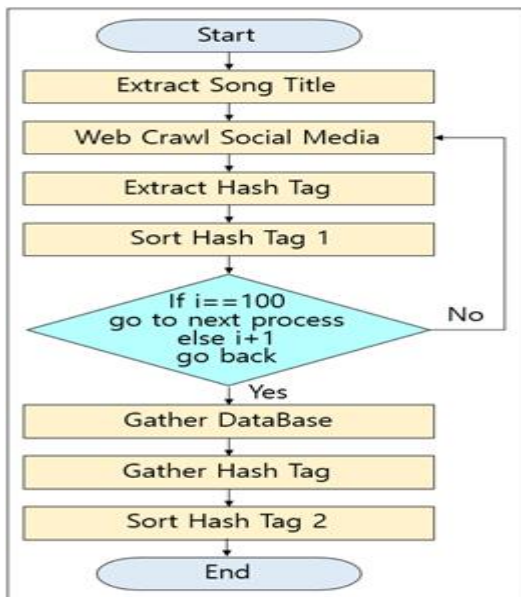 Start
Extract Song Title
Web Crawl Social Media
Extract Hash Tag
Sort Hash Tag 1
If i==100
go to next process
else i+1
go back
No
Yes
Gather DataBase
Gather Hash Tag
Sort Hash Tag 2
End